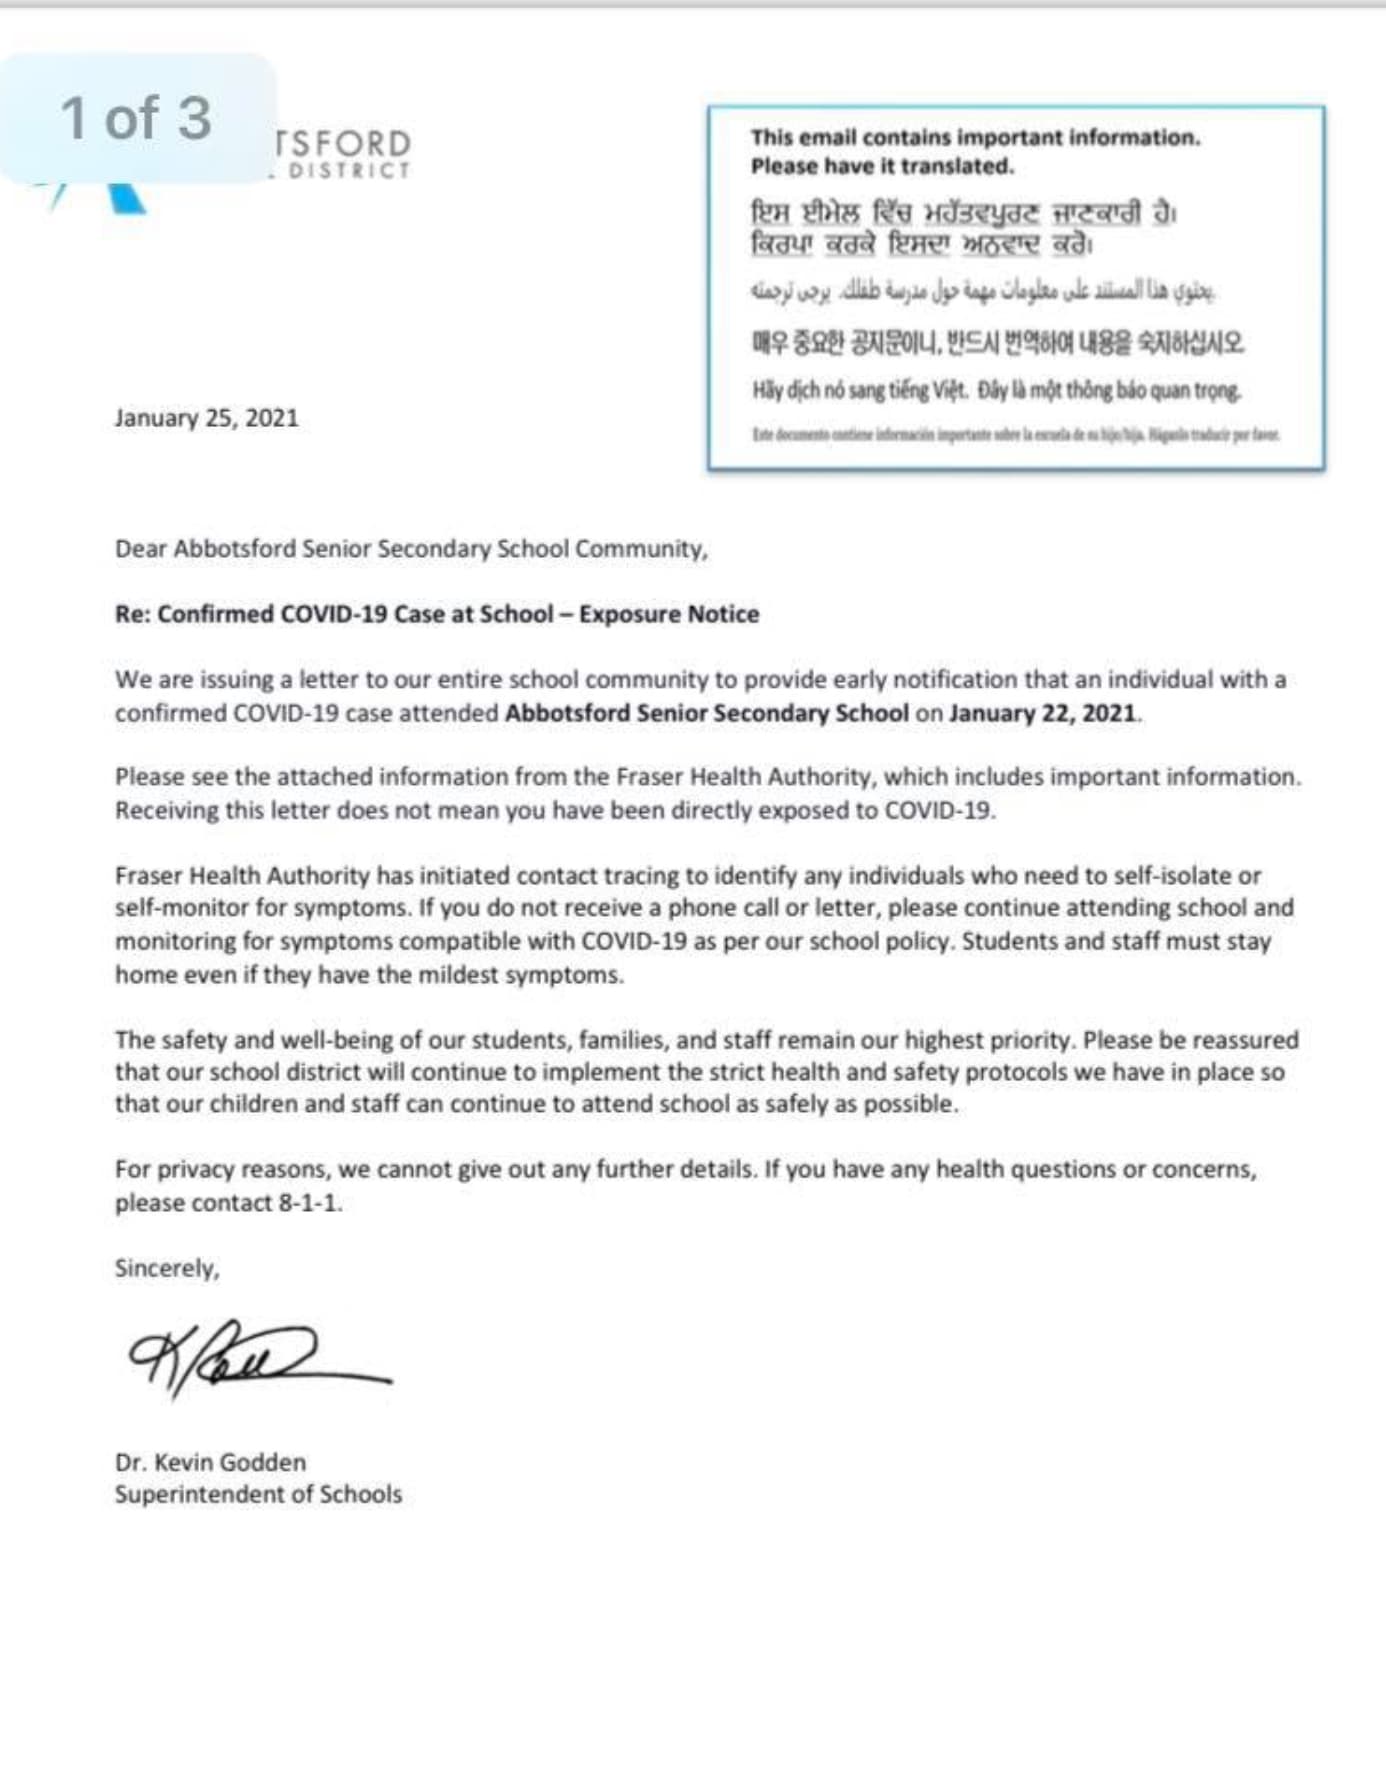 1 of 3
TSFORD
DISTRICT
This email contains important information.
Please have it translated.
ਇਸ ਈਮੇਲ ਵਿੱਚ ਮਹੱਤਵਪੂਰਣ ਜਾਣਕਾਰੀ ਹੈ।
ਕਿਰਪਾ ਕਰਕੇ ਇਸਦਾ ਅਨੁਵਾਦ ਕਰੋ।
يحتوي هذا المستند على معلومات مهمة حول مدرسة طفلك. يرجى ترجمته
매우 중요한 공지문이니, 반드시 번역하여 내용을 숙지하십시오
Hãy dịch nó sang tiếng Việt. Đây là một thông báo quan trọng.
Este documento contiene información importante sobre la escuela de su hijo/hija. Hágaslo traducir por favor.
January 25, 2021
Dear Abbotsford Senior Secondary School Community,
Re: Confirmed COVID-19 Case at School – Exposure Notice
We are issuing a letter to our entire school community to provide early notification that an individual with a
confirmed COVID-19 case attended Abbotsford Senior Secondary School on January 22, 2021.
Please see the attached information from the Fraser Health Authority, which includes important information.
Receiving this letter does not mean you have been directly exposed to COVID-19.
Fraser Health Authority has initiated contact tracing to identify any individuals who need to self-isolate or
self-monitor for symptoms. If you do not receive a phone call or letter, please continue attending school and
monitoring for symptoms compatible with COVID-19 as per our school policy. Students and staff must stay
home even if they have the mildest symptoms.
The safety and well-being of our students, families, and staff remain our highest priority. Please be reassured
that our school district will continue to implement the strict health and safety protocols we have in place so
that our children and staff can continue to attend school as safely as possible.
For privacy reasons, we cannot give out any further details. If you have any health questions or concerns,
please contact 8-1-1.
Sincerely,
Dr. Kevin Godden
Superintendent of Schools